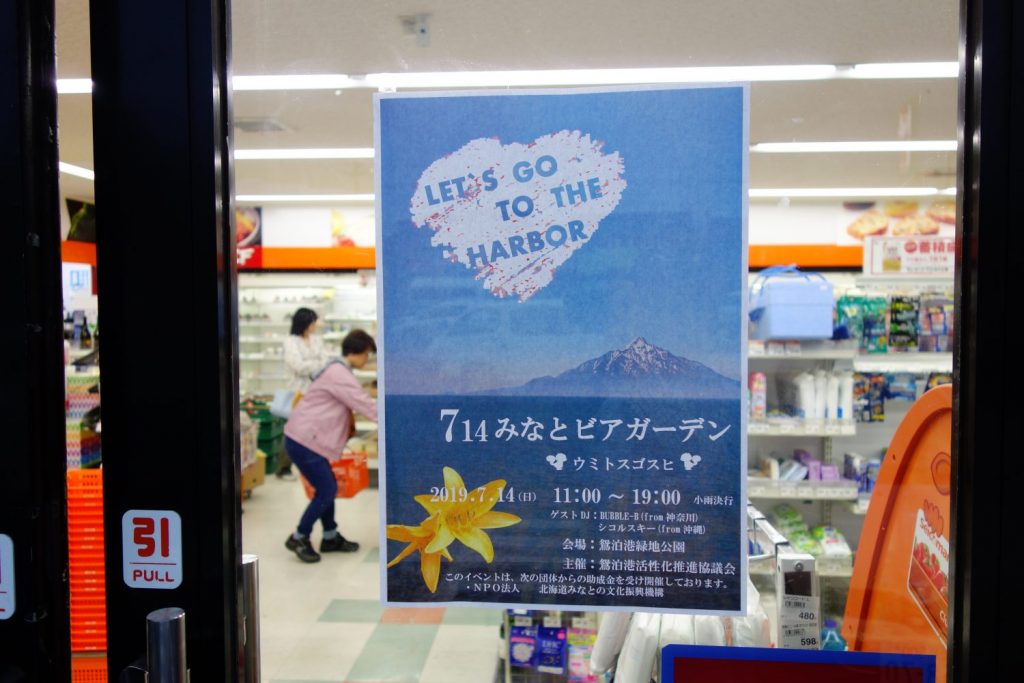 LET'S GO
TO THE
HARBOR
714 みなとビアガーデン
ウミトスゴスヒ
2019.7.14(日) 11:00 ~ 19:00 小雨決行
ゲストDJ:BUBBLE-B(from 神奈川)
シコルスキー(from 沖縄)
会場:鴛泊港緑地公園
主催:鴛泊港活性化推進協議会
このイベントは、次の団体からの助成金を受け開催しております。
・NPO法人 北海道みなとの文化振興機構
引
PULL
480
598